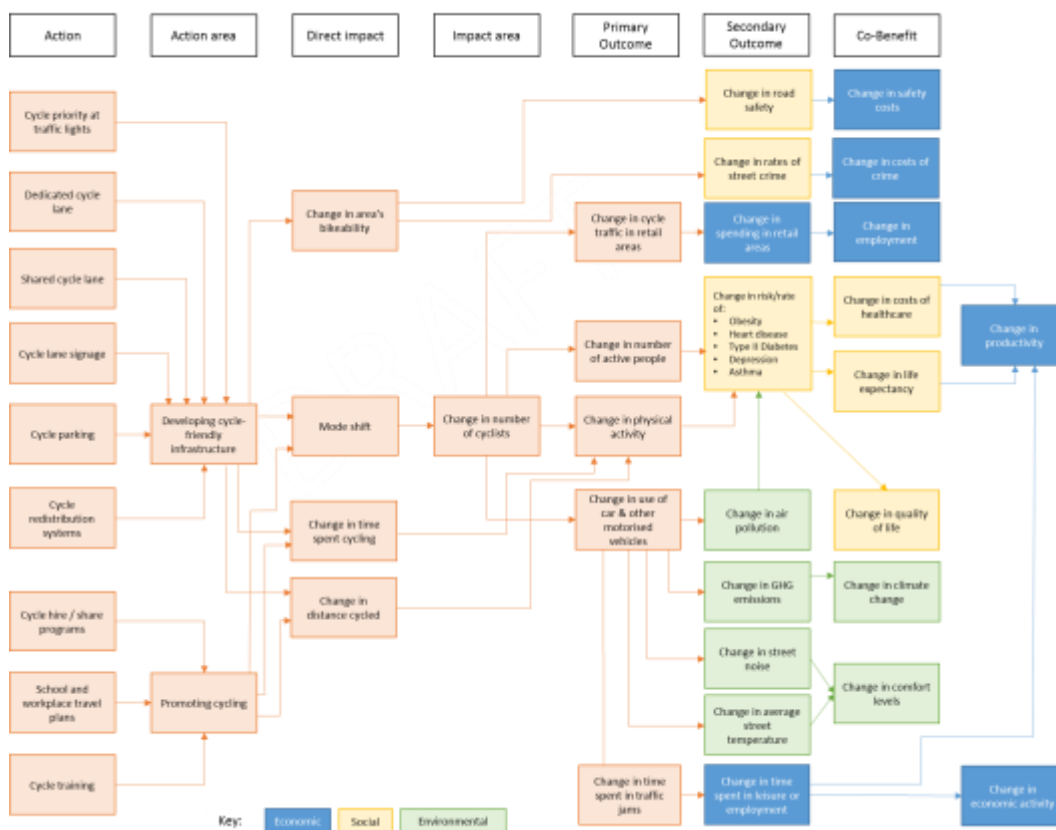 Action
Action area
Direct impact
Impact area
Primary
Outcome
Secondary
Outcome
Co-Benefit
Cycle priority at
traffic lights
Dedicated cycle
lane
Shared cycle lane
Cycle lane signage
Cycle parking
Cycle
redistribution
systems
Cycle hire / share
programs
School and
workplace travel
plans
Cycle training
Developing cycle-
friendly
infrastructure
Promoting cycling
Change in area's
bikeability
Mode shift
Change in time
spent cycling
Change in
distance cycled
Change in number
of cyclists
Change in cycle
traffic in retail
areas
Change in number
of active people
Change in physical
activity
Change in use of
car & other
motorised
vehicles
Change in time
spent in traffic
jams
Change in road
safety
Change in rates of
street crime
Change in
spending in retail
areas
Change in risk/rate
of:
• Obesity
• Heart disease
• Type II Diabetes
• Depression
• Asthma
Change in air
pollution
Change in GHG
emissions
Change in street
noise
Change in average
street
temperature
Change in time
spent in leisure or
employment
Change in safety
costs
Change in costs of
crime
Change in
employment
Change in costs of
healthcare
Change in life
expectancy
Change in quality
of life
Change in climate
change
Change in comfort
levels
Change in
productivity
Change in
economic activity
Key:
Economic
Social
Environmental